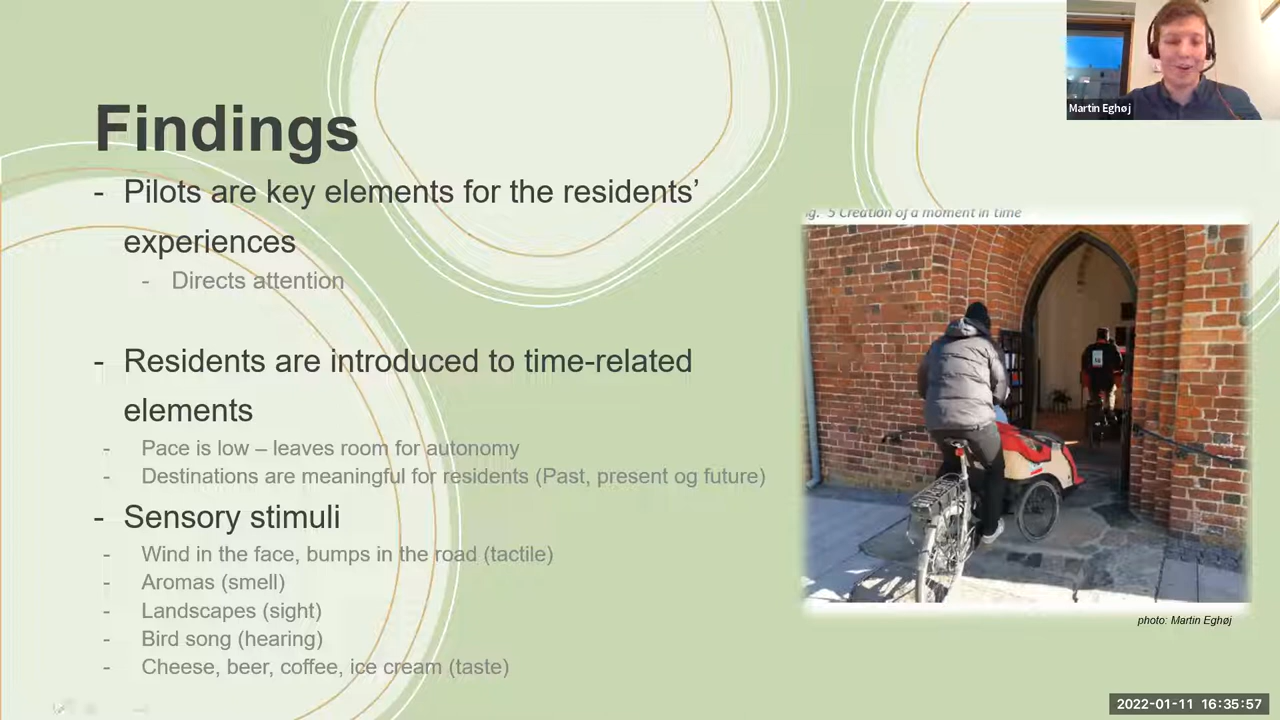 Martin Eghøj
Findings
- Pilots are key elements for the residents’
experiences
- Directs attention
- Residents are introduced to time-related
elements
- Pace is low – leaves room for autonomy
- Destinations are meaningful for residents (Past, present og future)
- Sensory stimuli
- Wind in the face, bumps in the road (tactile)
- Aromas (smell)
- Landscapes (sight)
- Bird song (hearing)
- Cheese, beer, coffee, ice cream (taste)
5 Creation of a moment in time
photo: Martin Eghøj
2022-01-11 16:35:57